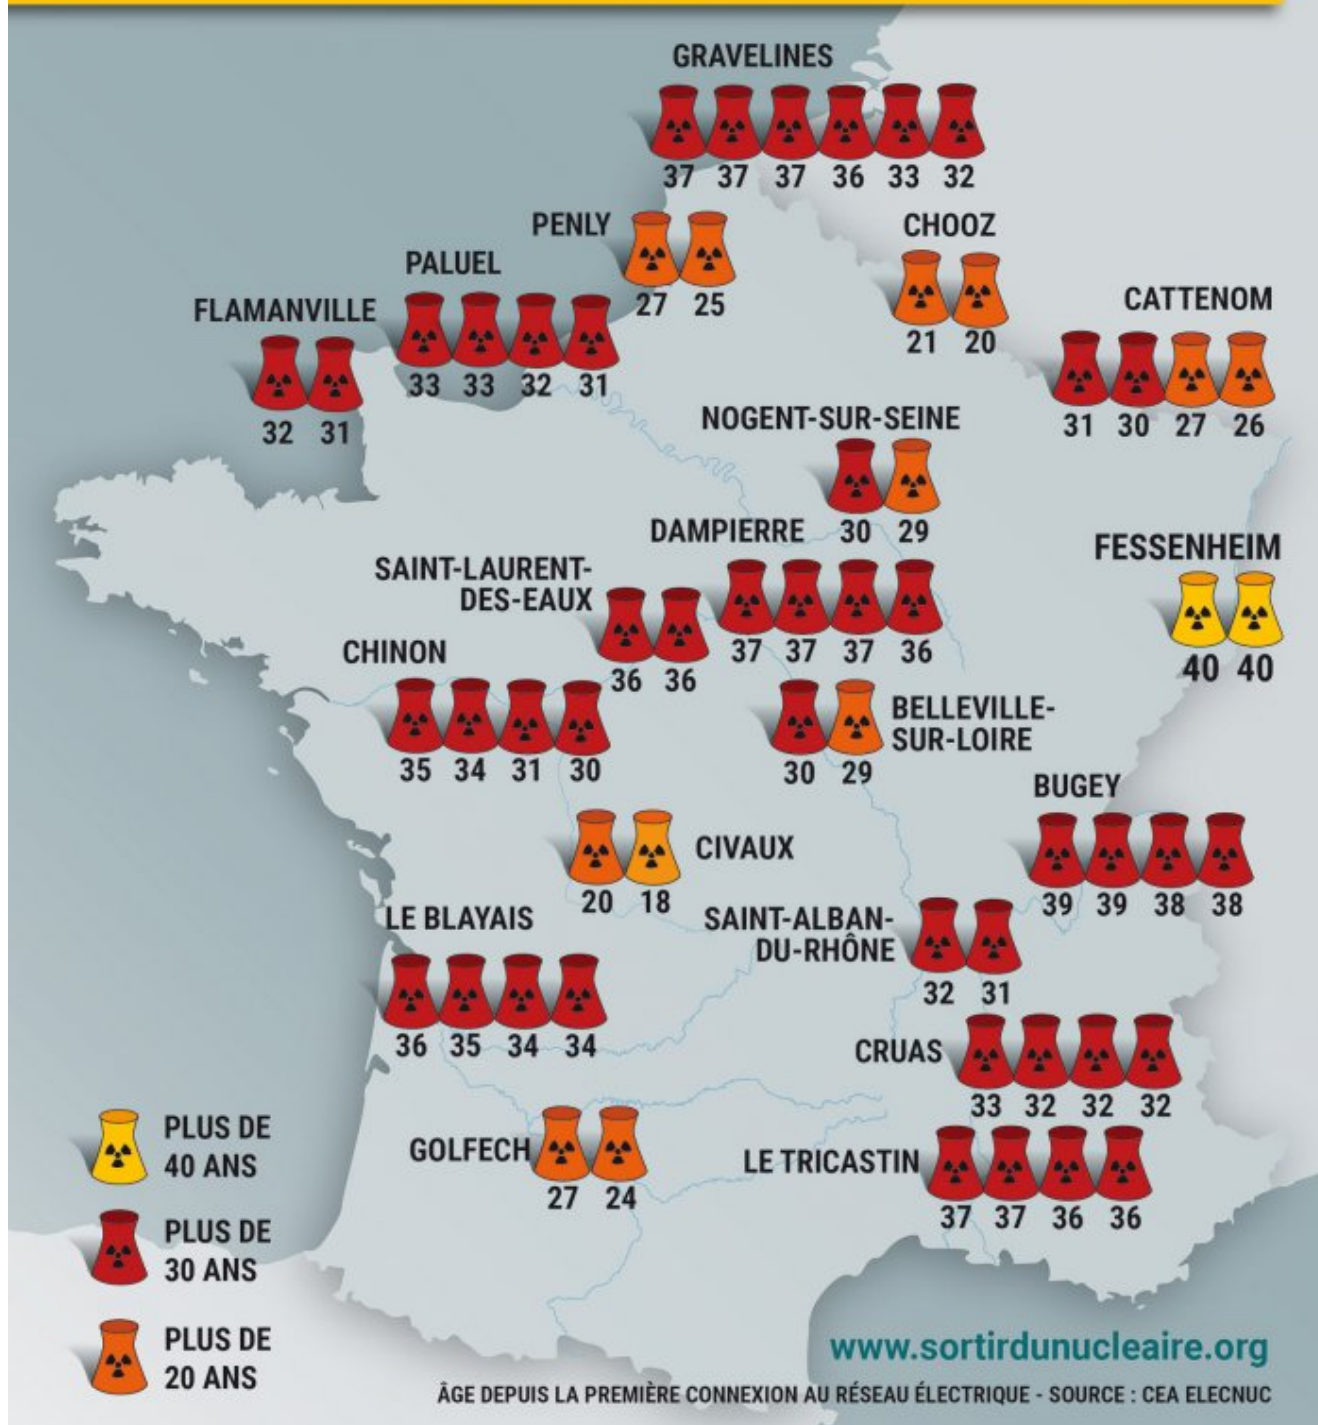 GRAVELINES
37 37 37 36 33 32
PENLY
27 25
CHOOZ
21 20
PALUEL
33 33 32 31
FLAMANVILLE
32 31
CATTENOM
31 30 27 26
NOGENT-SUR-SEINE
30 29
DAMPIERRE
37 37 37 36
FESSENHEIM
40 40
SAINT-LAURENT-
DES-EAUX
36 36
CHINON
35 34 31 30
BELLEVILLE-
SUR-LOIRE
30 29
BUGEY
39 39 38 38
CIVAUX
20 18
LE BLAYAIS
36 35 34 34
SAINT-ALBAN-
DU-RHÔNE
32 31
CRUAS
33 32 32 32
GOLFECH
27 24
LE TRICASTIN
37 37 36 36
PLUS DE
40 ANS
PLUS DE
30 ANS
PLUS DE
20 ANS
www.sortirdunucleaire.org
ÂGE DEPUIS LA PREMIÈRE CONNEXION AU RÉSEAU ÉLECTRIQUE - SOURCE : CEA ELECNUC